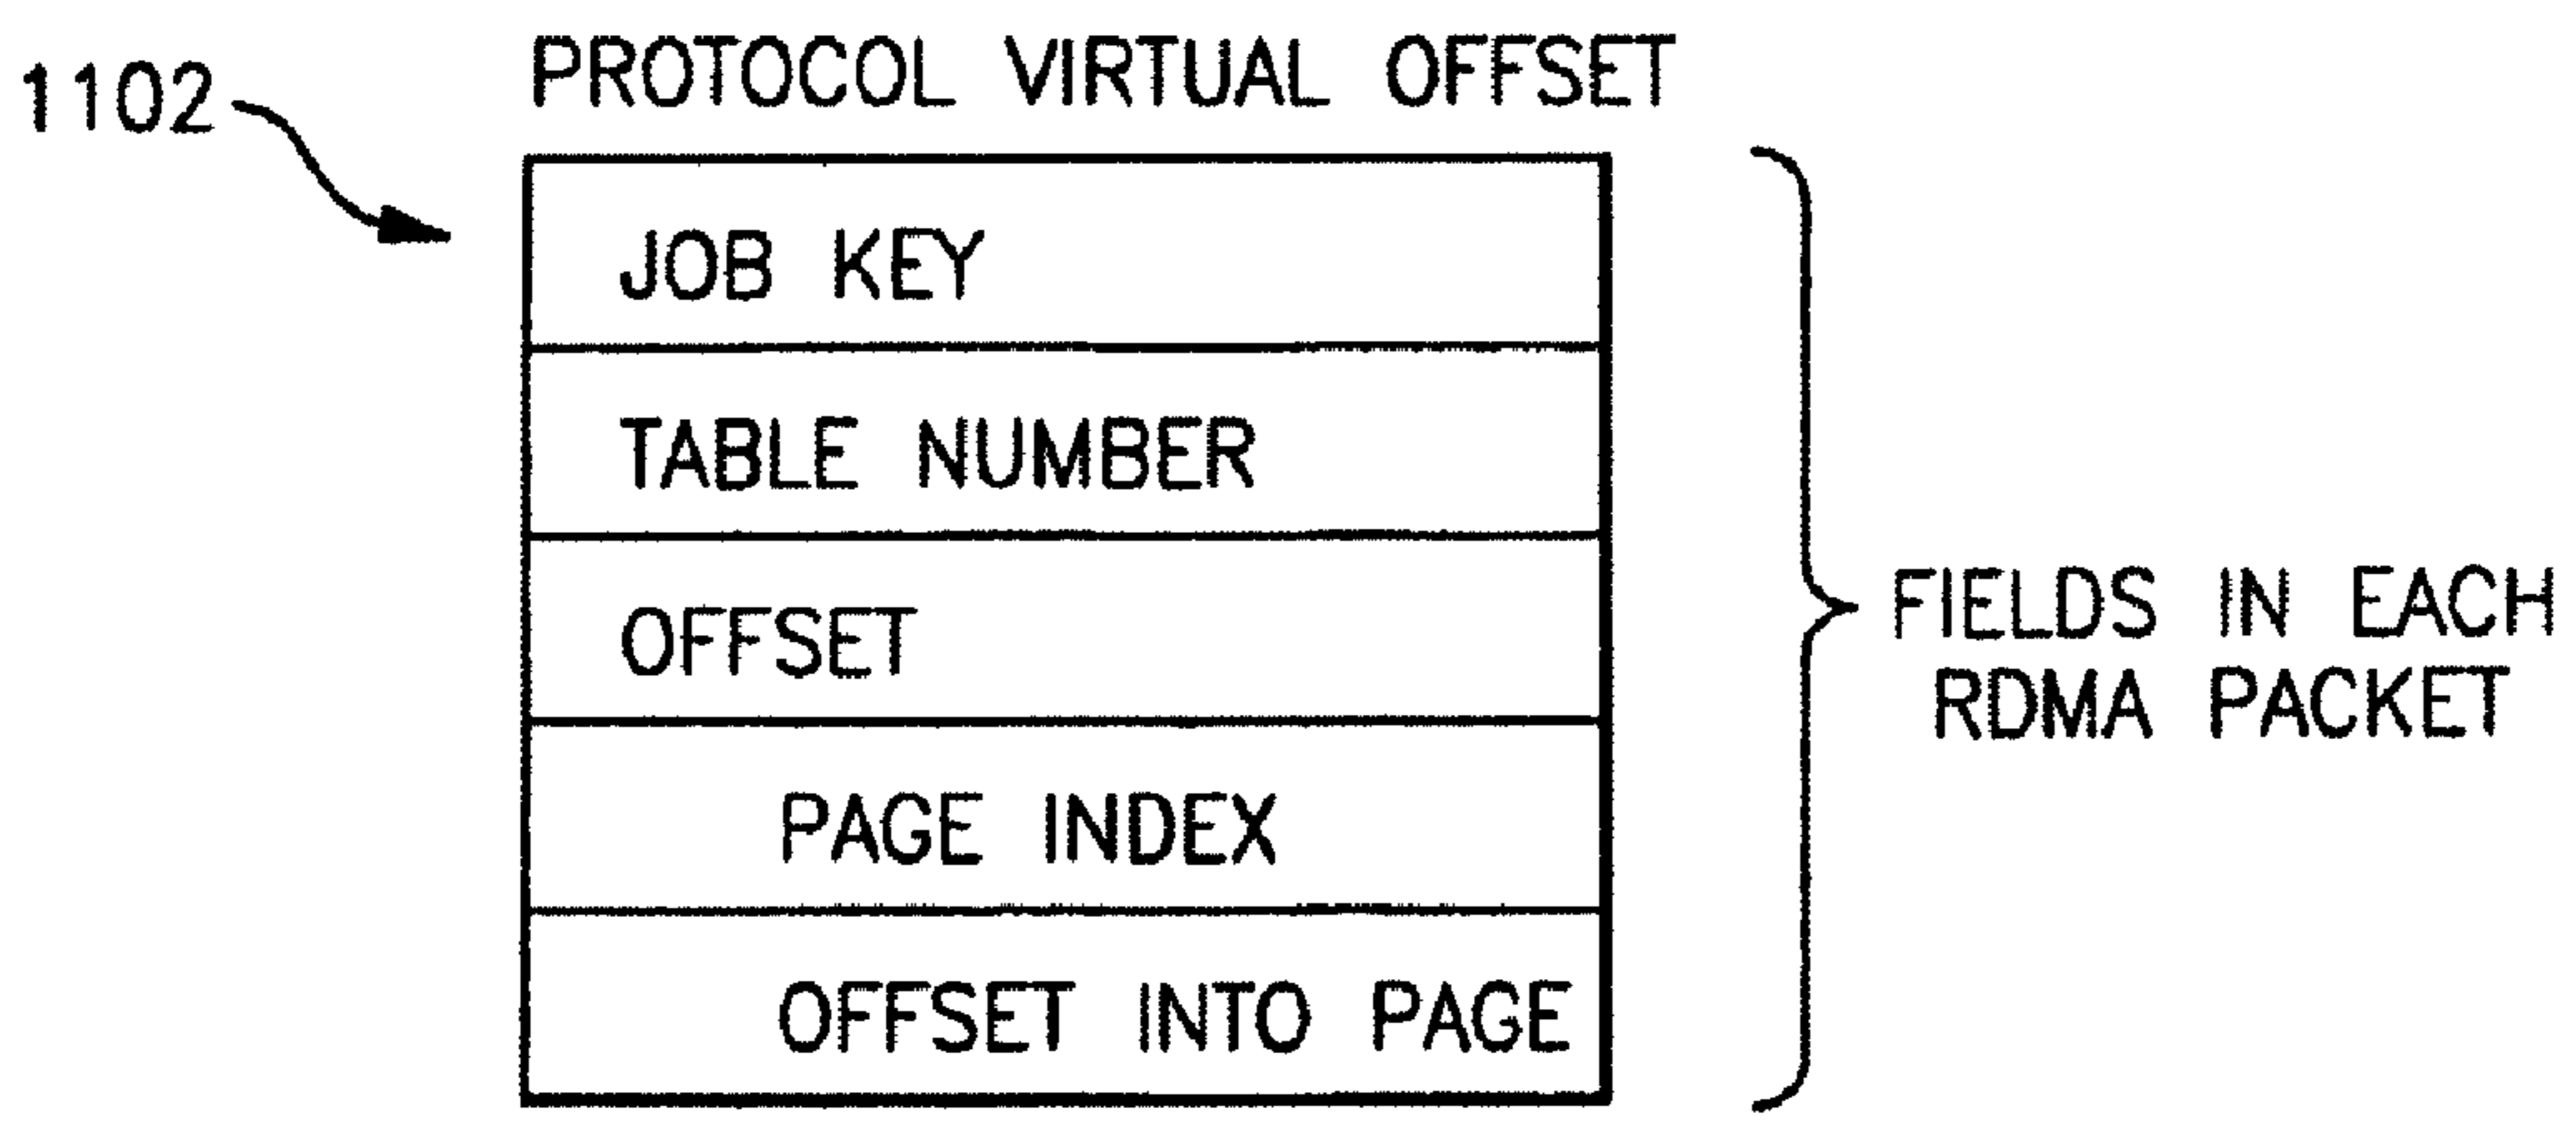 1102
PROTOCOL VIRTUAL OFFSET
JOB KEY
TABLE NUMBER
OFFSET
PAGE INDEX
OFFSET INTO PAGE
FIELDS IN EACH
RDMA PACKET